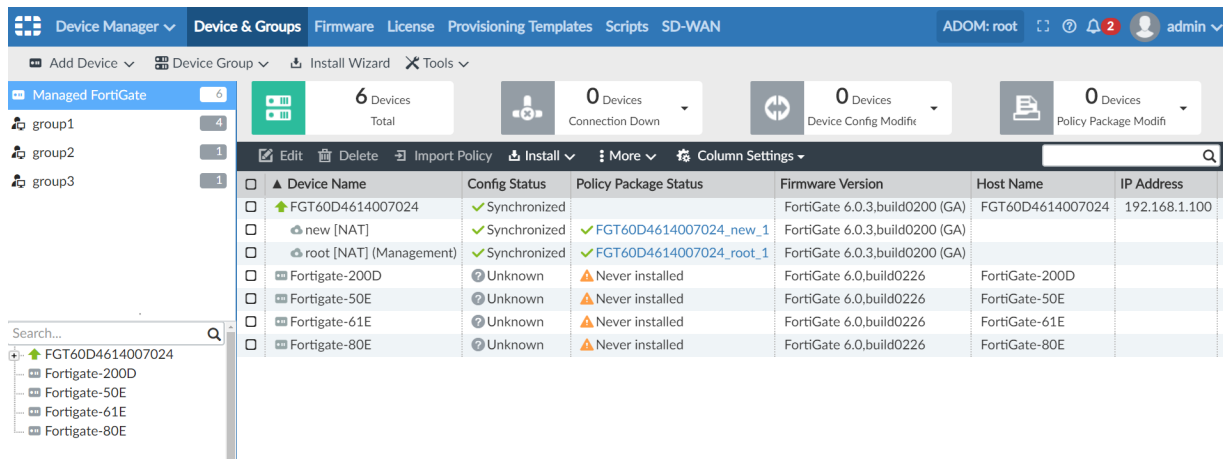 Device Manager Device & Groups Firmware License Provisioning Templates Scripts SD-WAN ADOM: root 2 admin
Add Device Device Group Install Wizard Tools
Managed FortiGate 6
group1 4
group2 1
group3 1
6 Devices
Total
0 Devices
Connection Down
0 Devices
Device Config Modifie
0 Devices
Policy Package Modifi
Edit Delete Import Policy Install More Column Settings
Device Name Config Status Policy Package Status Firmware Version Host Name IP Address
FGT60D4614007024 Synchronized FortiGate 6.0.3,build0200 (GA) FGT60D4614007024 192.168.1.100
new [NAT] Synchronized FGT60D4614007024_new_1 FortiGate 6.0.3,build0200 (GA)
root [NAT] (Management) Synchronized FGT60D4614007024_root_1 FortiGate 6.0.3,build0200 (GA)
Fortigate-200D Unknown Never installed FortiGate 6.0,build0226 FortiGate-200D
Fortigate-50E Unknown Never installed FortiGate 6.0,build0226 FortiGate-50E
Fortigate-61E Unknown Never installed FortiGate 6.0,build0226 FortiGate-61E
Fortigate-80E Unknown Never installed FortiGate 6.0,build0226 FortiGate-80E
Search...
FGT60D4614007024
Fortigate-200D
Fortigate-50E
Fortigate-61E
Fortigate-80E